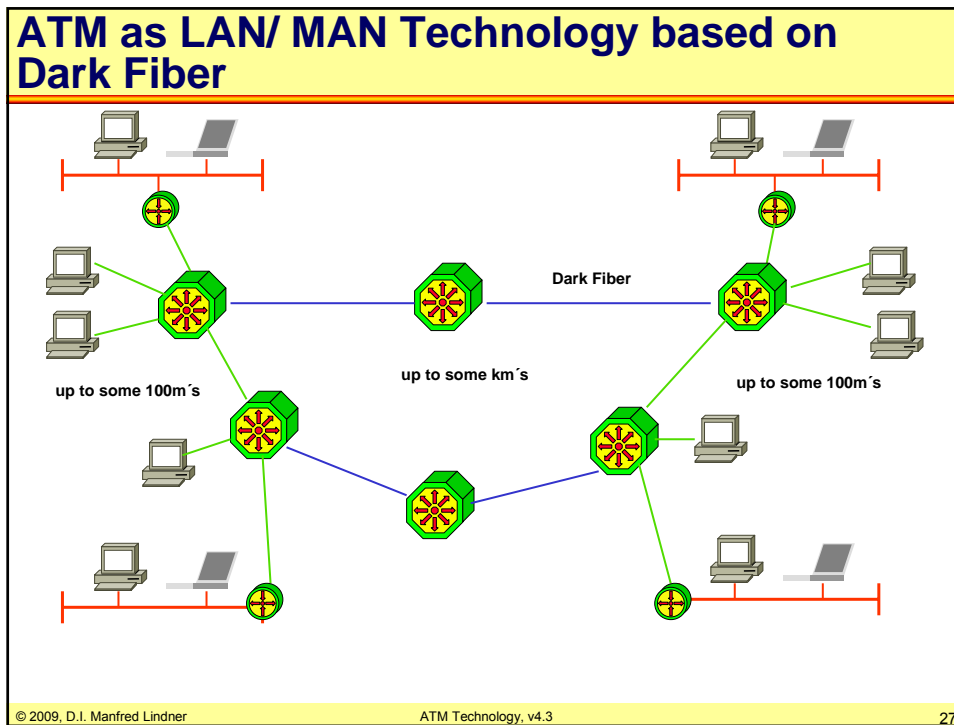 ATM as LAN/ MAN Technology based on
Dark Fiber
Dark Fiber
up to some km´s
up to some 100m´s
up to some 100m´s
© 2009, D.I. Manfred Lindner
ATM Technology, v4.3
27